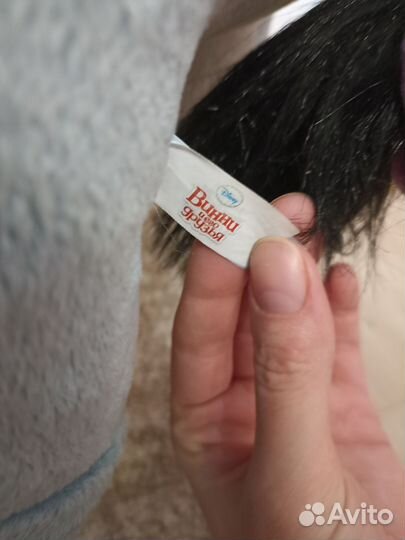 Disney
Винни
и его
друзья
Avito